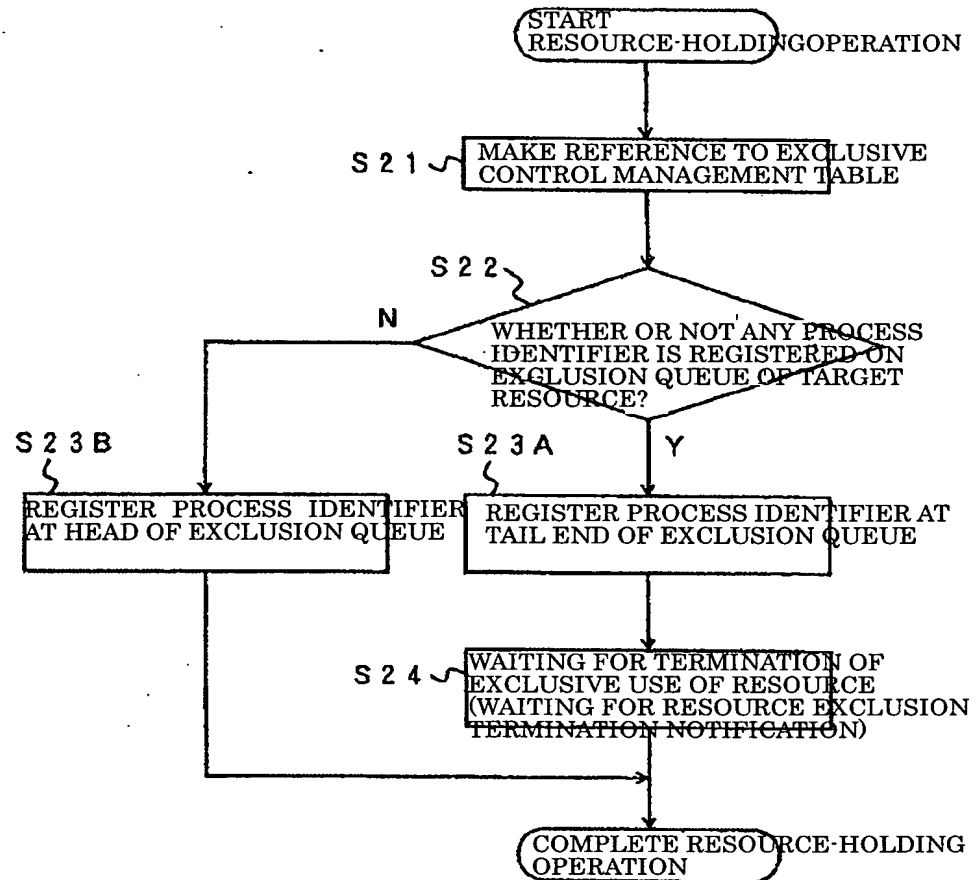 START
RESOURCE-HOLDINGOPERATION
S21
MAKE REFERENCE TO EXCLUSIVE
CONTROL MANAGEMENT TABLE
S22
N
WHETHER OR NOT ANY PROCESS
IDENTIFIER IS REGISTERED ON
EXCLUSION QUEUE OF TARGET
RESOURCE?
Y
S23B
REGISTER PROCESS IDENTIFIER
AT HEAD OF EXCLUSION QUEUE
S23A
REGISTER PROCESS IDENTIFIER AT
TAIL END OF EXCLUSION QUEUE
S24
WAITING FOR TERMINATION OF
EXCLUSIVE USE OF RESOURCE
(WAITING FOR RESOURCE EXCLUSION
TERMINATION NOTIFICATION)
COMPLETE RESOURCE-HOLDING
OPERATION